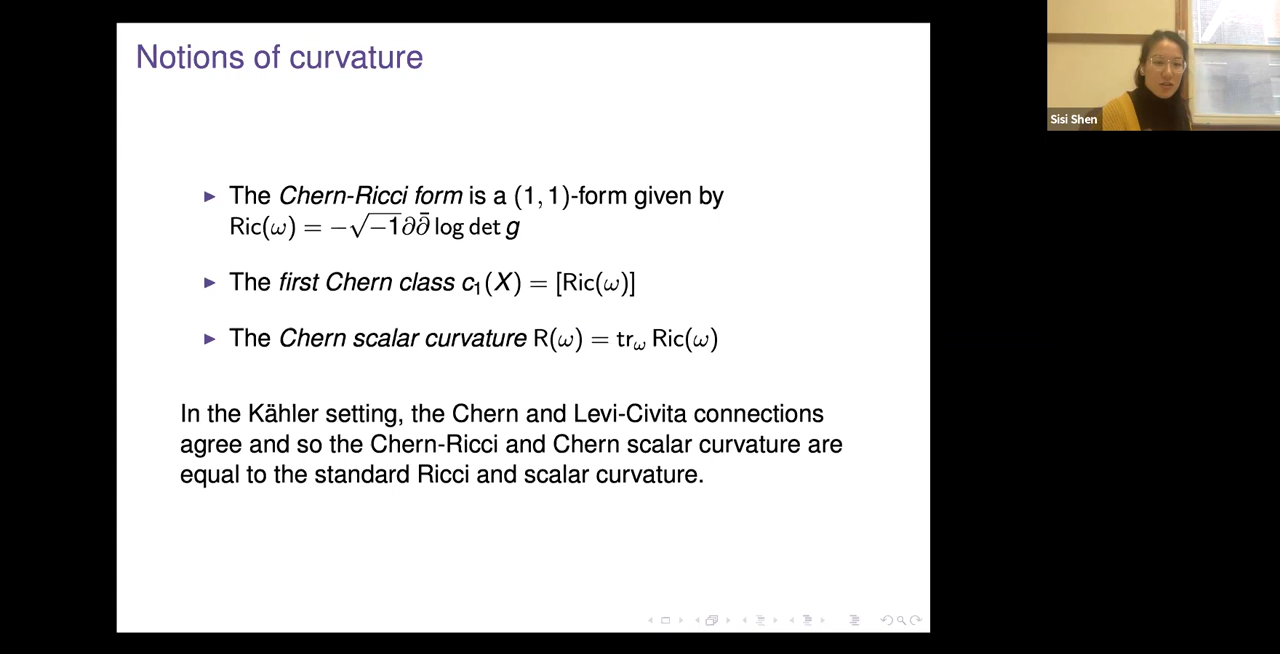 Notions of curvature
Sisi Shen
▶ The Chern-Ricci form is a (1, 1)-form given by
Ric(ω) = −√−1∂∂̄ log det g
▶ The first Chern class c₁(X) = [Ric(ω)]
▶ The Chern scalar curvature R(ω) = tr_ω Ric(ω)
In the Kähler setting, the Chern and Levi-Civita connections
agree and so the Chern-Ricci and Chern scalar curvature are
equal to the standard Ricci and scalar curvature.